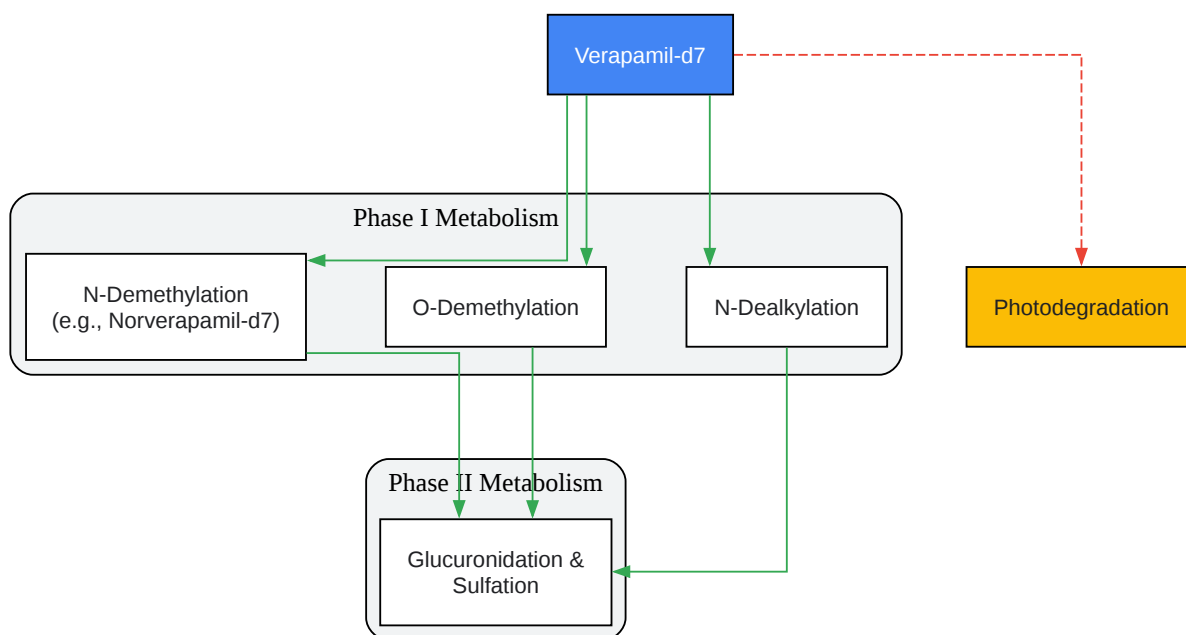 Verapamil-d7
Phase I Metabolism
N-Demethylation
(e.g., Norverapamil-d7)
O-Demethylation
N-Dealkylation
Photodegradation
Phase II Metabolism
Glucuronidation &
Sulfation